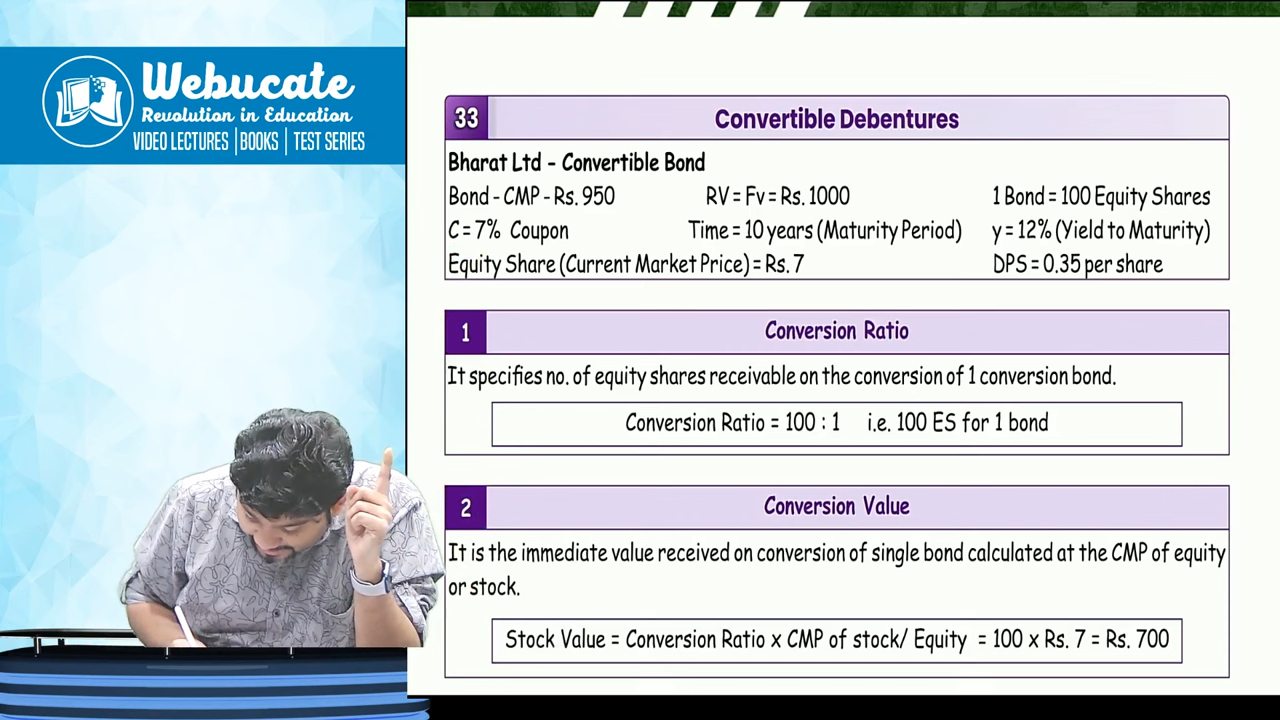 Webucate
Revolution in Education
VIDEO LECTURES | BOOKS | TEST SERIES
33 Convertible Debentures
Bharat Ltd - Convertible Bond
Bond - CMP - Rs. 950 RV = Fv = Rs. 1000 1 Bond = 100 Equity Shares
C = 7% Coupon Time = 10 years (Maturity Period) y = 12% (Yield to Maturity)
Equity Share (Current Market Price) = Rs. 7 DPS = 0.35 per share
1 Conversion Ratio
It specifies no. of equity shares receivable on the conversion of 1 conversion bond.
Conversion Ratio = 100 : 1 i.e. 100 ES for 1 bond
2 Conversion Value
It is the immediate value received on conversion of single bond calculated at the CMP of equity
or stock.
Stock Value = Conversion Ratio x CMP of stock/ Equity = 100 x Rs. 7 = Rs. 700